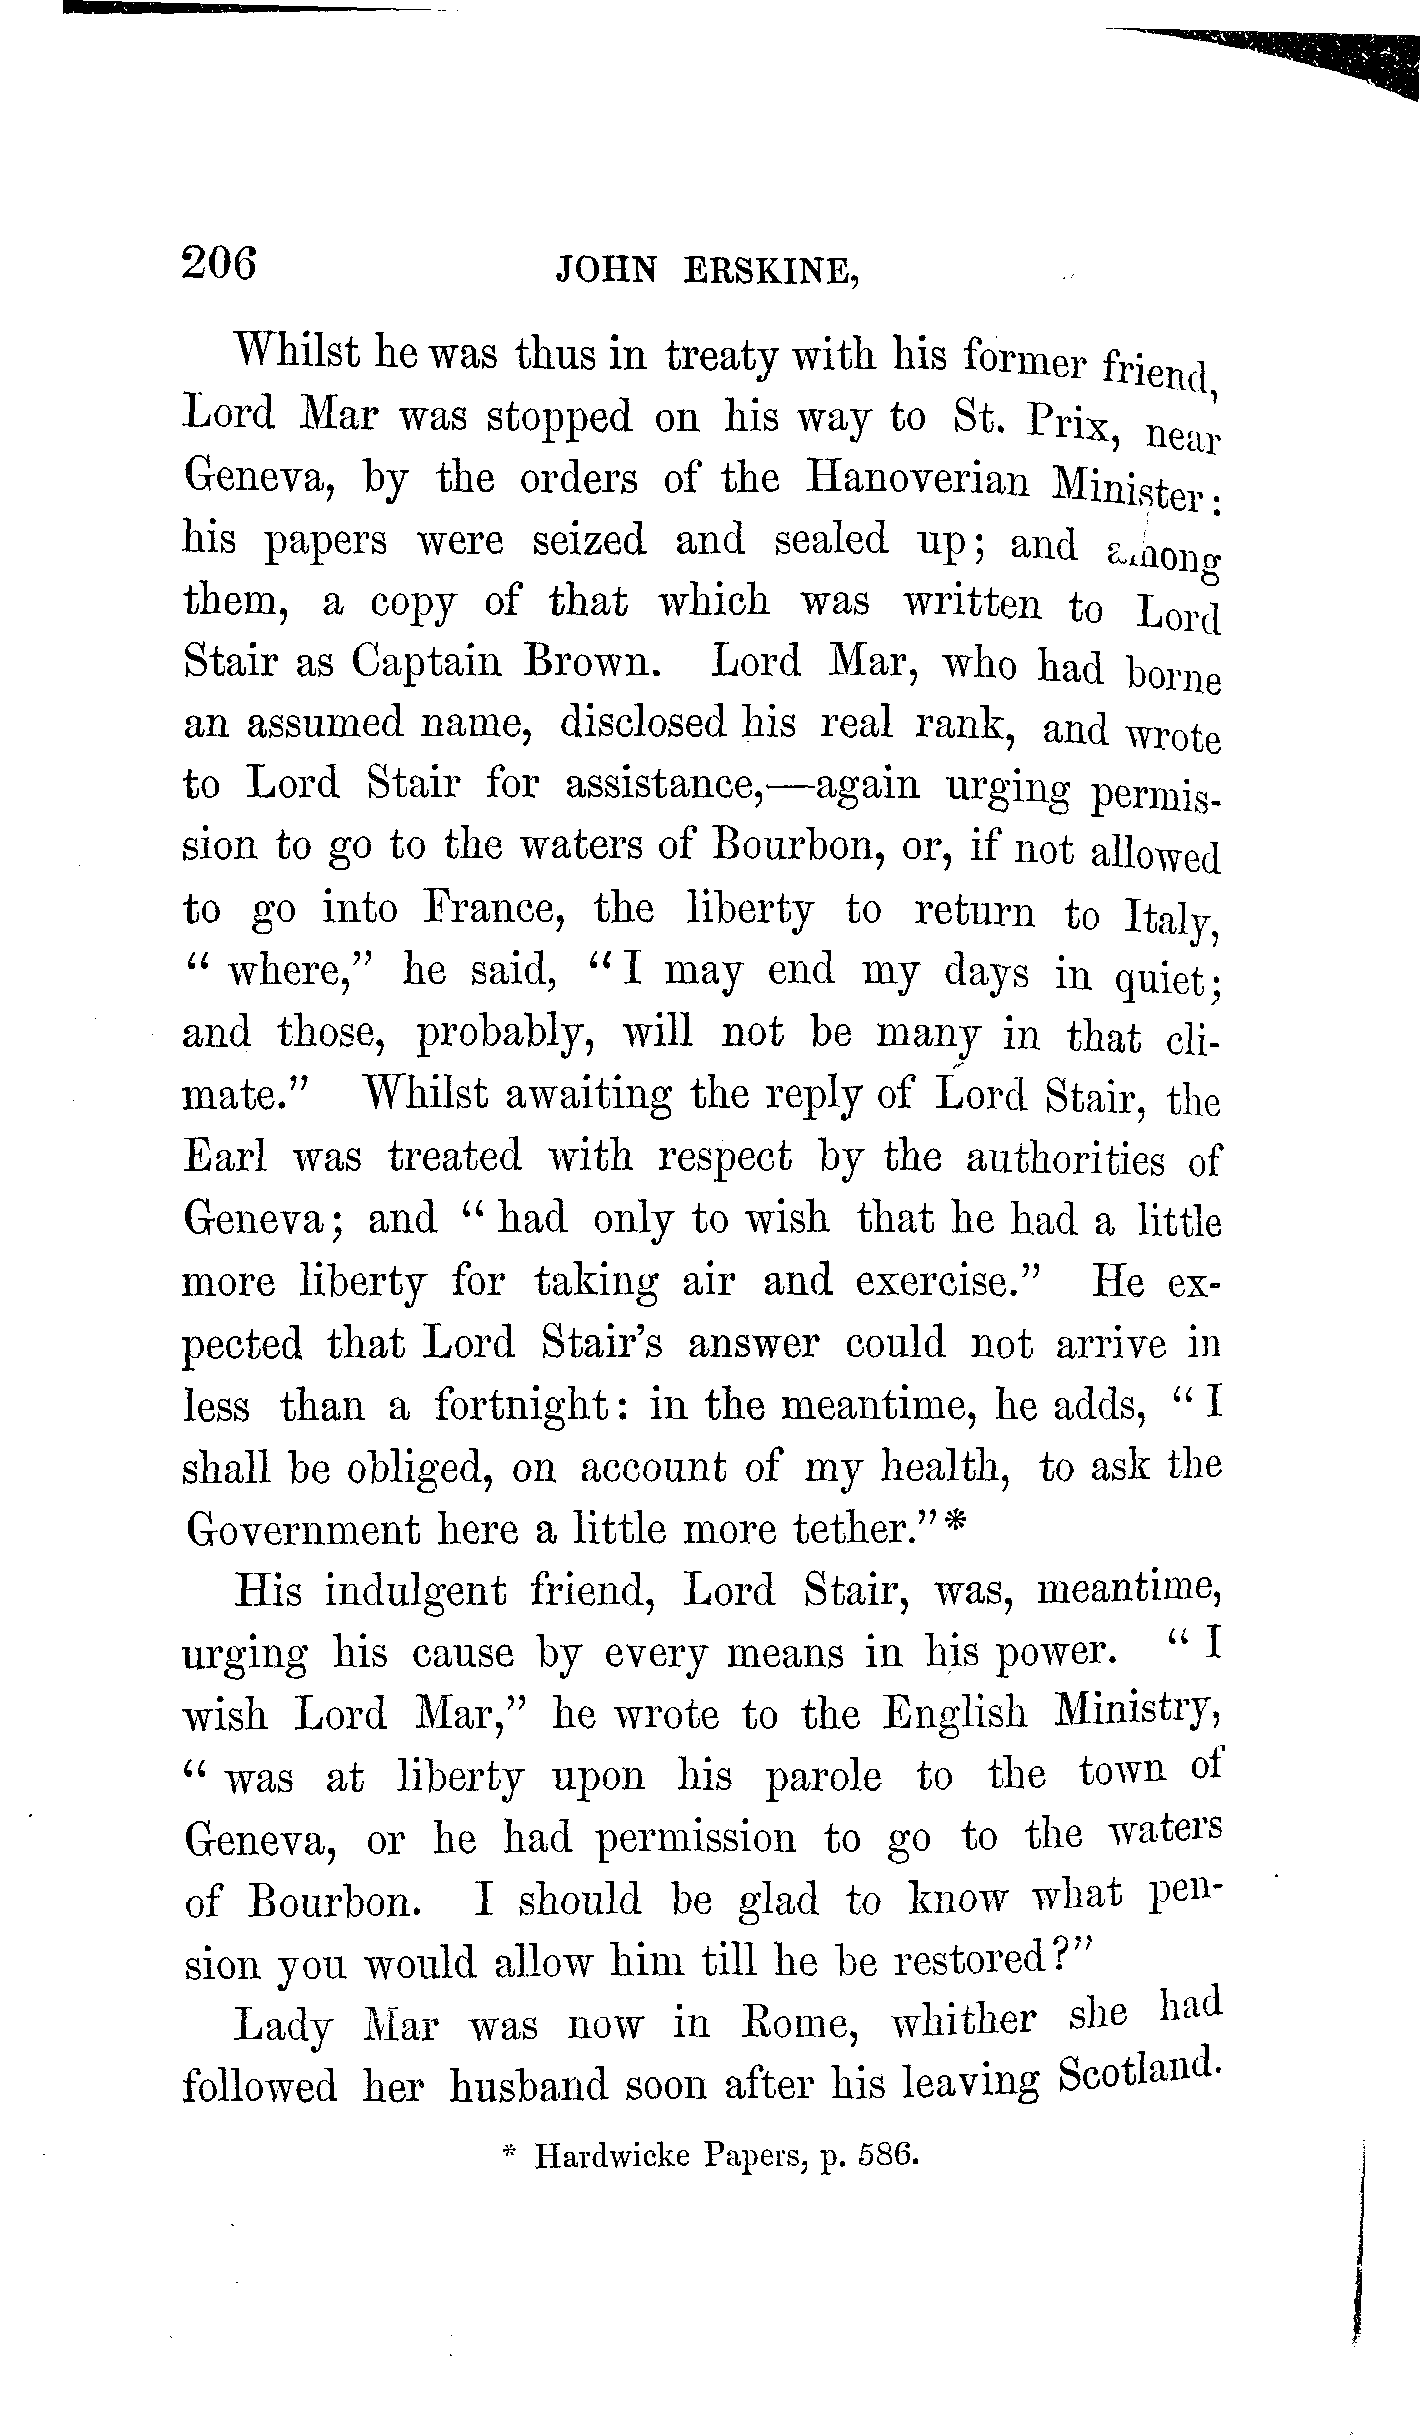 206 JOHN ERSKINE,
Whilst he was thus in treaty with his former friend,
Lord Mar was stopped on his way to St. Prix, near
Geneva, by the orders of the Hanoverian Minister:
his papers were seized and sealed up; and among
them, a copy of that which was written to Lord
Stair as Captain Brown. Lord Mar, who had borne
an assumed name, disclosed his real rank, and wrote
to Lord Stair for assistance,—again urging permis-
sion to go to the waters of Bourbon, or, if not allowed
to go into France, the liberty to return to Italy,
“ where,” he said, “ I may end my days in quiet;
and those, probably, will not be many in that cli-
mate.” Whilst awaiting the reply of Lord Stair, the
Earl was treated with respect by the authorities of
Geneva; and “ had only to wish that he had a little
more liberty for taking air and exercise.” He ex-
pected that Lord Stair’s answer could not arrive in
less than a fortnight: in the meantime, he adds, “ I
shall be obliged, on account of my health, to ask the
Government here a little more tether.”*
His indulgent friend, Lord Stair, was, meantime,
urging his cause by every means in his power. “ I
wish Lord Mar,” he wrote to the English Ministry,
“ was at liberty upon his parole to the town of
Geneva, or he had permission to go to the waters
of Bourbon. I should be glad to know what pen-
sion you would allow him till he be restored?”
Lady Mar was now in Rome, whither she had
followed her husband soon after his leaving Scotland.
* Hardwicke Papers, p. 586.